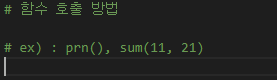 # 함수 호출 방법
# ex) : prn(), sum(11, 21)